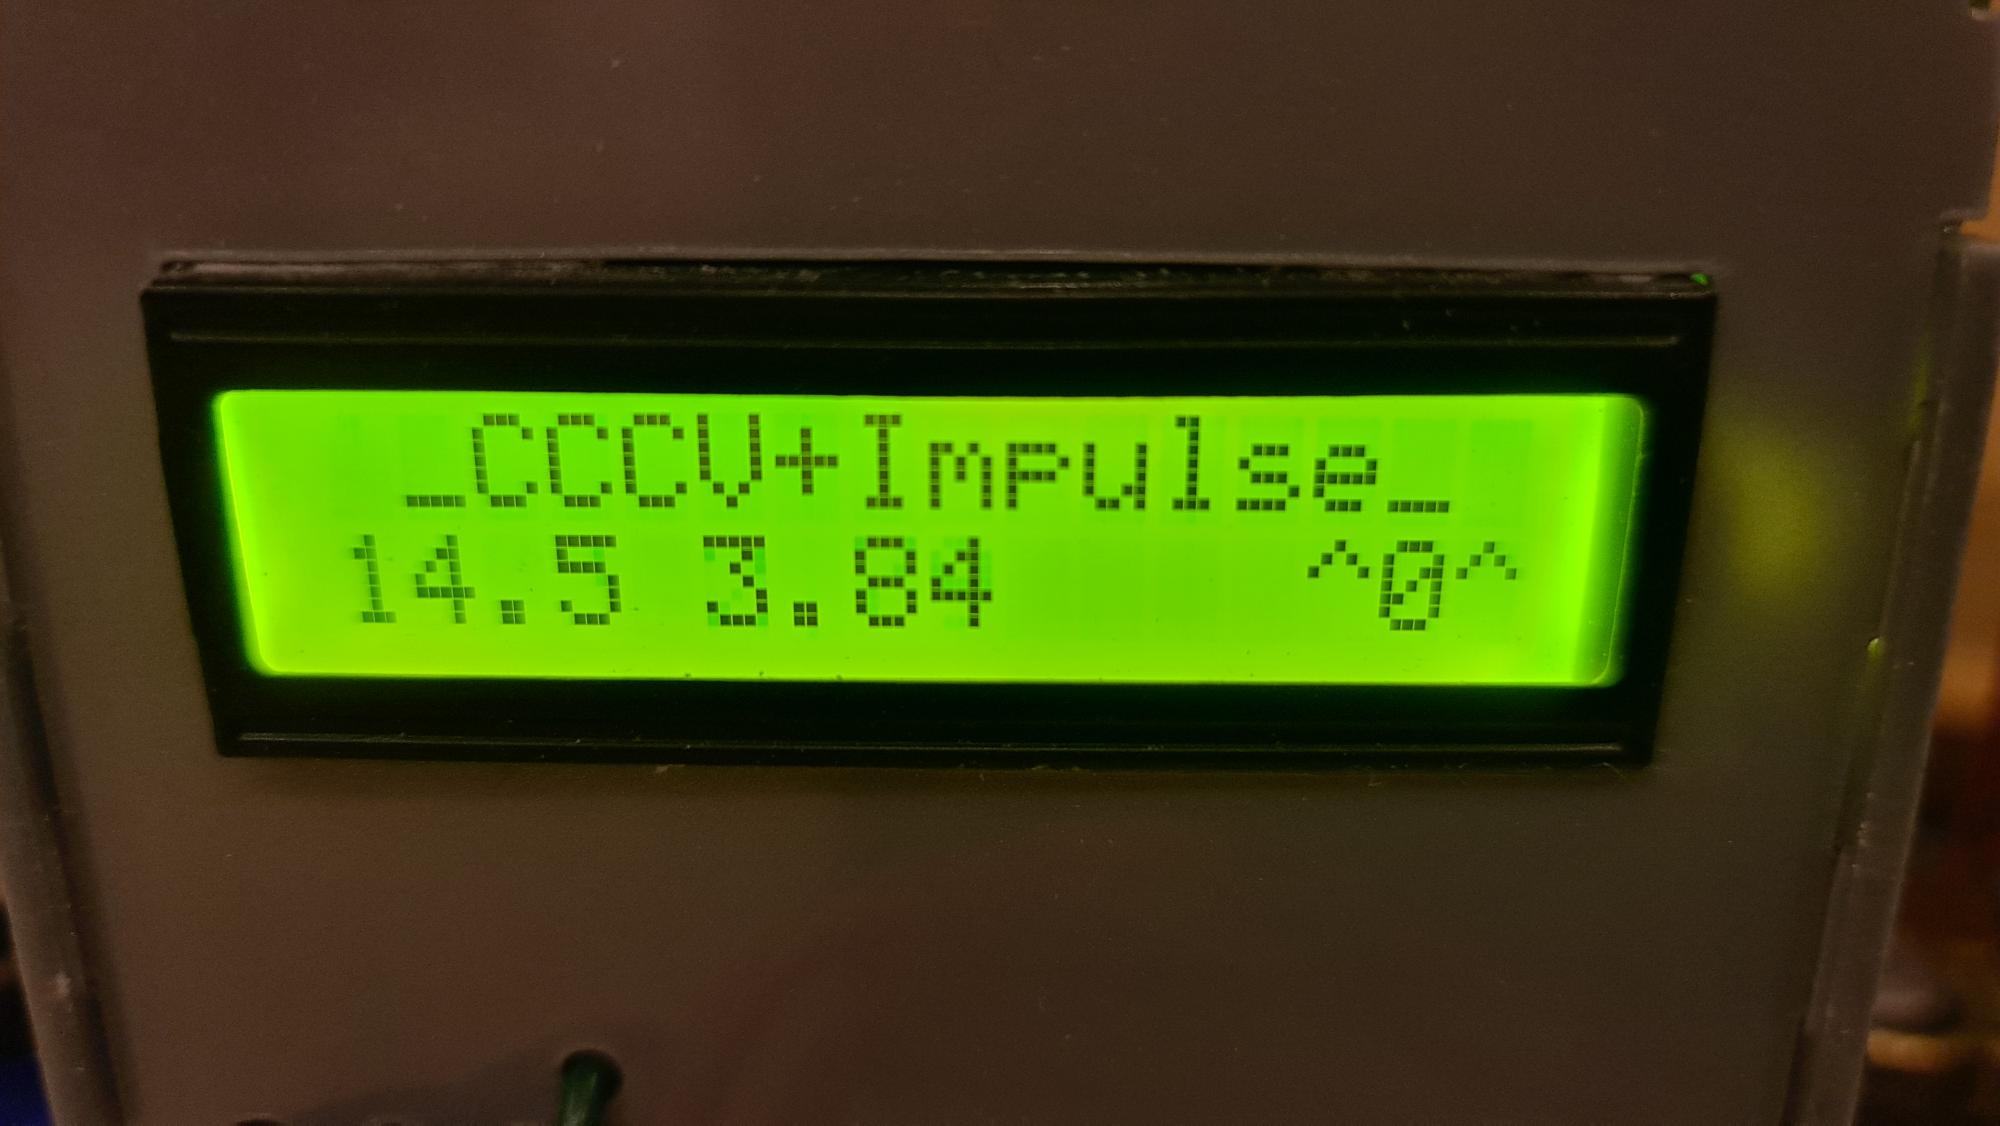 _CCCV+Impulse_
14.5 3.84 ^0^